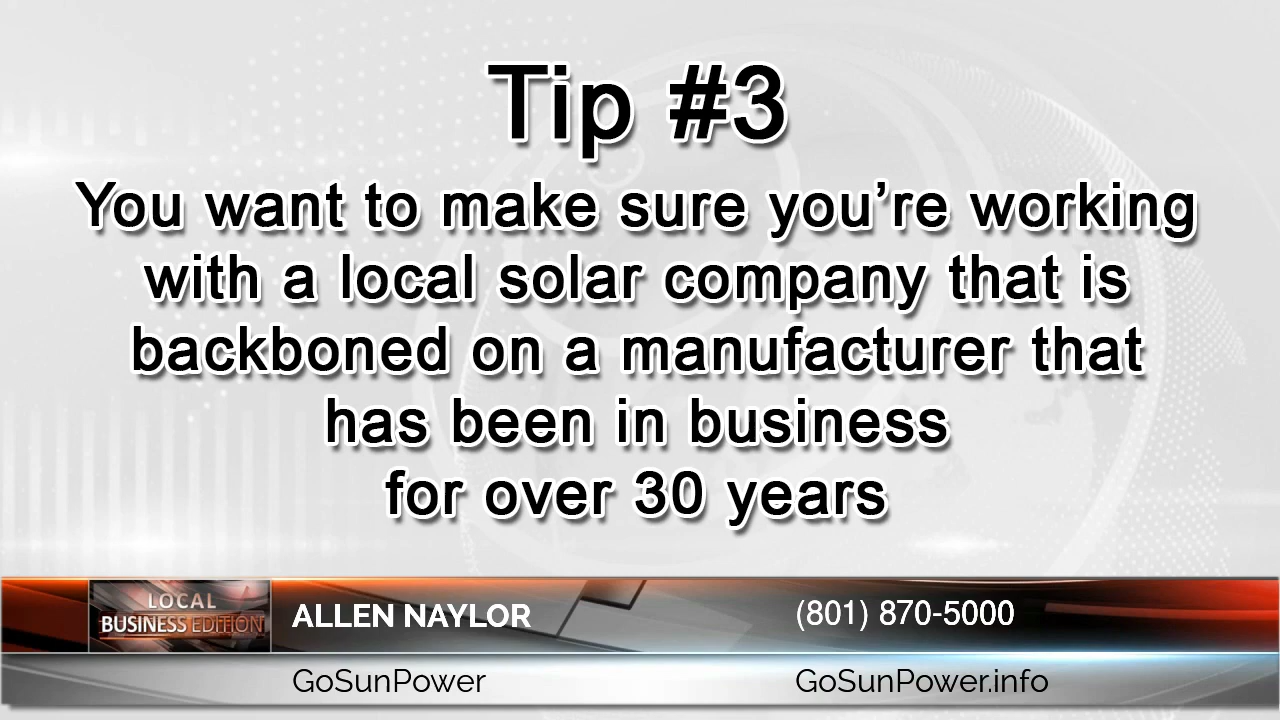 Tip #3
You want to make sure you’re working
with a local solar company that is
backboned on a manufacturer that
has been in business
for over 30 years
LOCAL
BUSINESS EDITION
ALLEN NAYLOR
(801) 870-5000
GoSunPower
GoSunPower.info